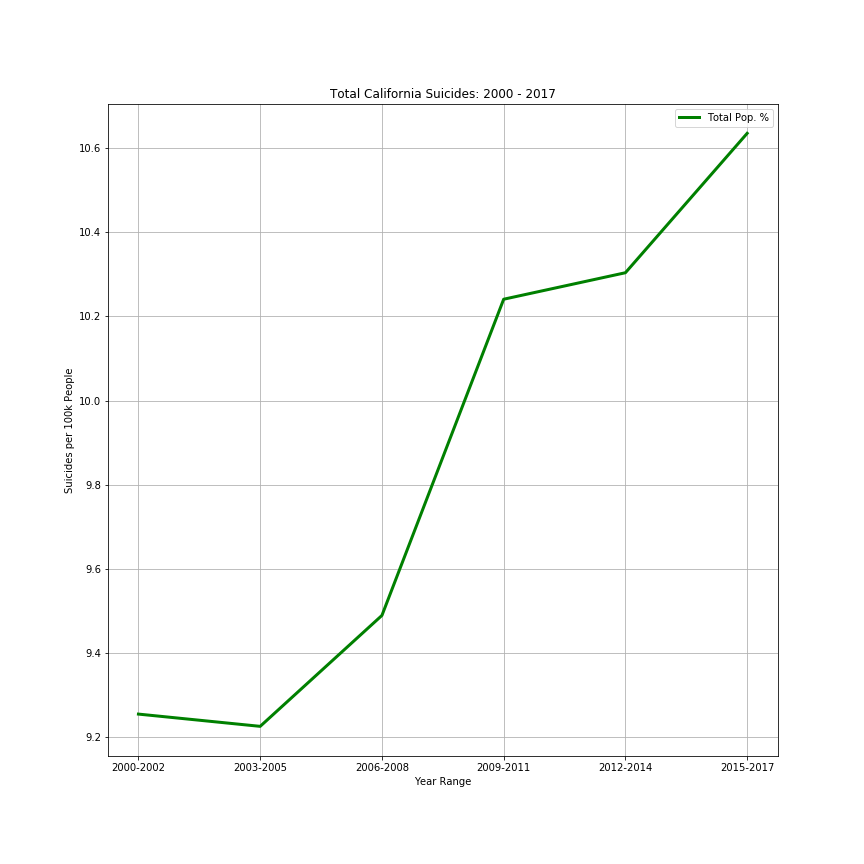 Total California Suicides: 2000 - 2017
Total Pop. %
10.6
10.4
10.2
10.0
9.8
9.6
9.4
9.2
Suicides per 100k People
2000-2002 2003-2005 2006-2008 2009-2011 2012-2014 2015-2017
Year Range